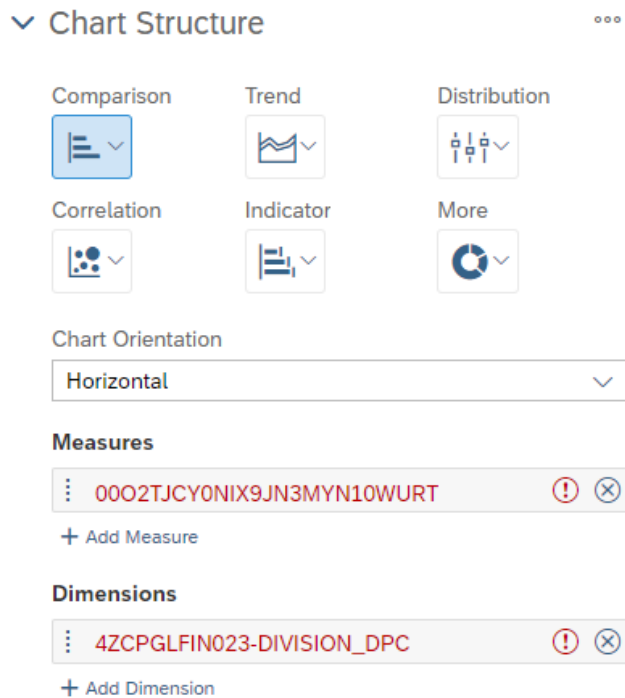 Chart Structure
Comparison Trend Distribution
Correlation Indicator More
Chart Orientation
Horizontal
Measures
00O2TJCY0NIX9JN3MYN10WURT
+ Add Measure
Dimensions
4ZCPGLFIN023-DIVISION_DPC
+ Add Dimension